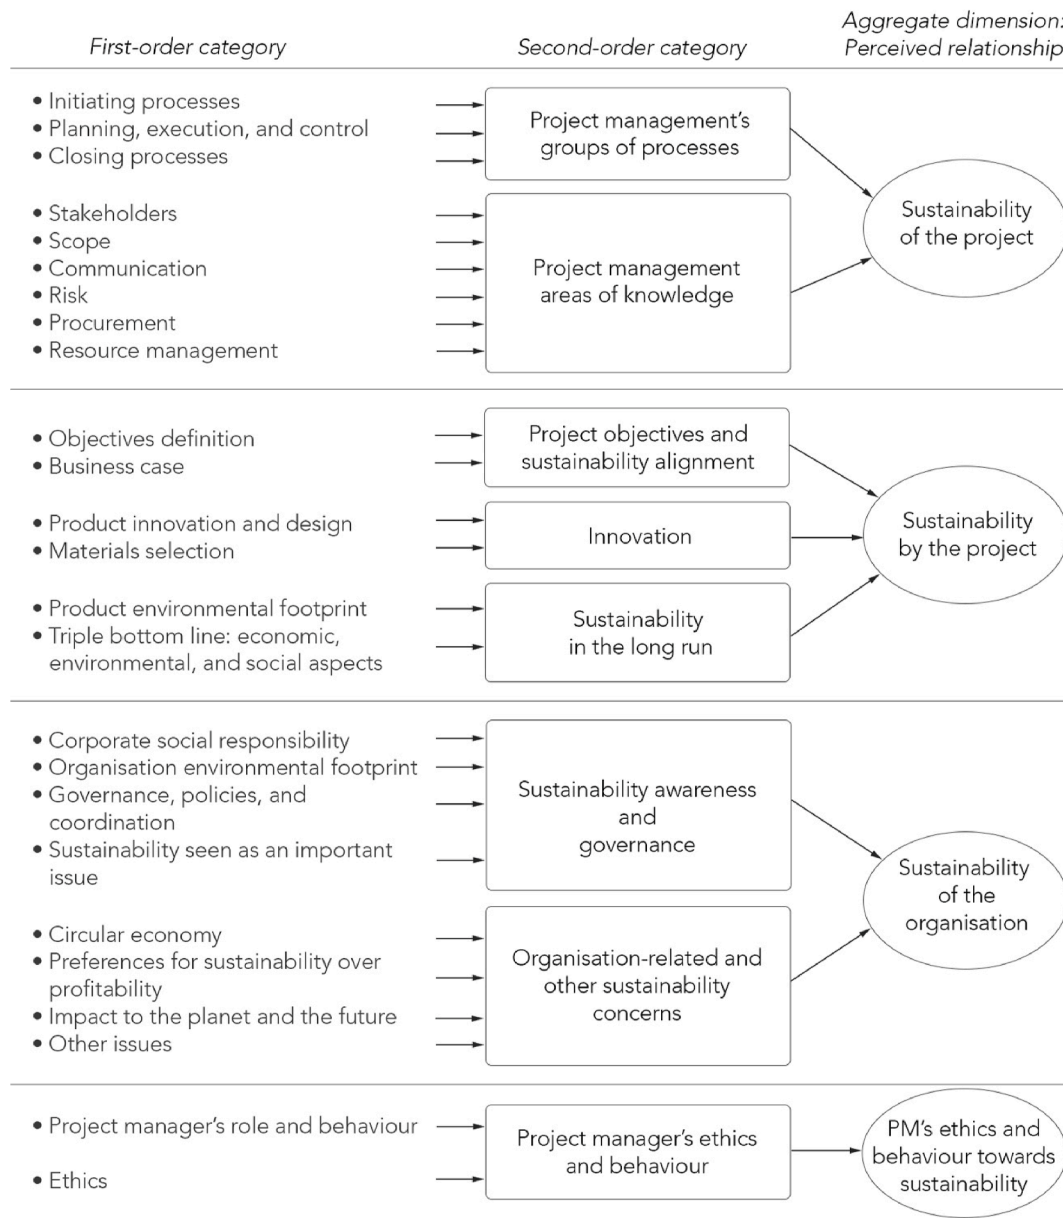 First-order category
Second-order category
Aggregate dimension:
Perceived relationship
• Initiating processes
• Planning, execution, and control
• Closing processes
Project management's
groups of processes
• Stakeholders
• Scope
• Communication
• Risk
• Procurement
• Resource management
Project management
areas of knowledge
Sustainability
of the project
• Objectives definition
• Business case
Project objectives and
sustainability alignment
• Product innovation and design
• Materials selection
Innovation
• Product environmental footprint
• Triple bottom line: economic,
environmental, and social aspects
Sustainability
in the long run
Sustainability
by the project
• Corporate social responsibility
• Organisation environmental footprint
• Governance, policies, and
coordination
• Sustainability seen as an important
issue
Sustainability awareness
and
governance
• Circular economy
• Preferences for sustainability over
profitability
• Impact to the planet and the future
• Other issues
Organisation-related and
other sustainability
concerns
Sustainability
of the
organisation
• Project manager's role and behaviour
• Ethics
Project manager's ethics
and behaviour
PM's ethics and
behaviour towards
sustainability